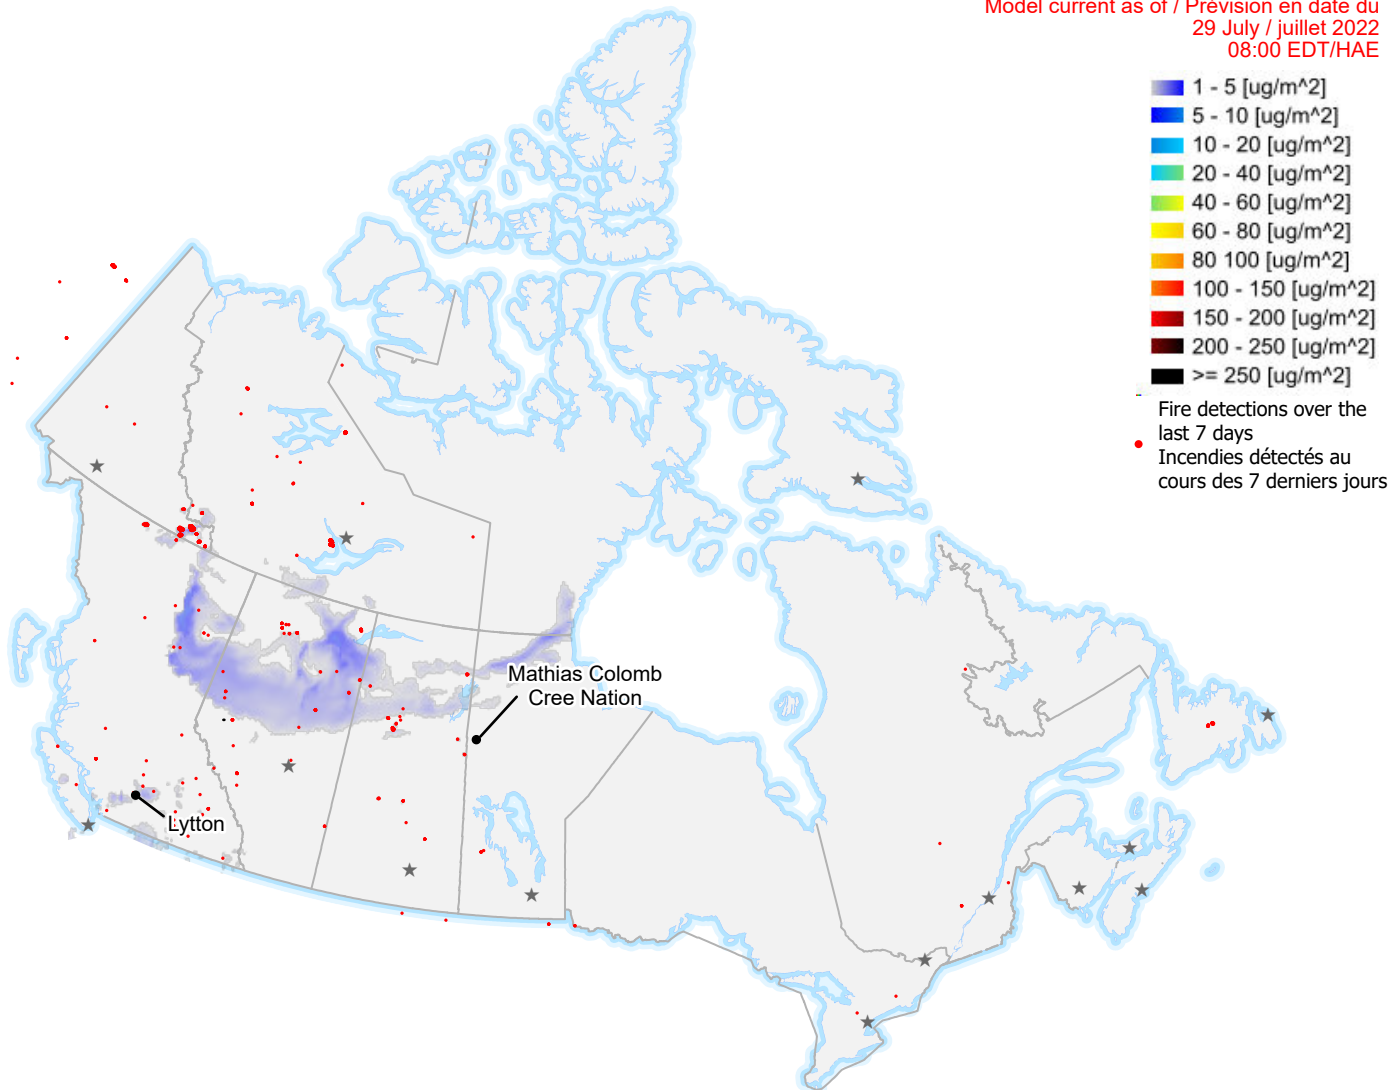 Model current as of / Prévision en date du
29 July / juillet 2022
08:00 EDT/HAE
1 - 5 [ug/m^2]
5 - 10 [ug/m^2]
10 - 20 [ug/m^2]
20 - 40 [ug/m^2]
40 - 60 [ug/m^2]
60 - 80 [ug/m^2]
80 100 [ug/m^2]
100 - 150 [ug/m^2]
150 - 200 [ug/m^2]
200 - 250 [ug/m^2]
>= 250 [ug/m^2]
Fire detections over the
last 7 days
Incendies détectés au
cours des 7 derniers jours
Mathias Colomb
Cree Nation
Lytton